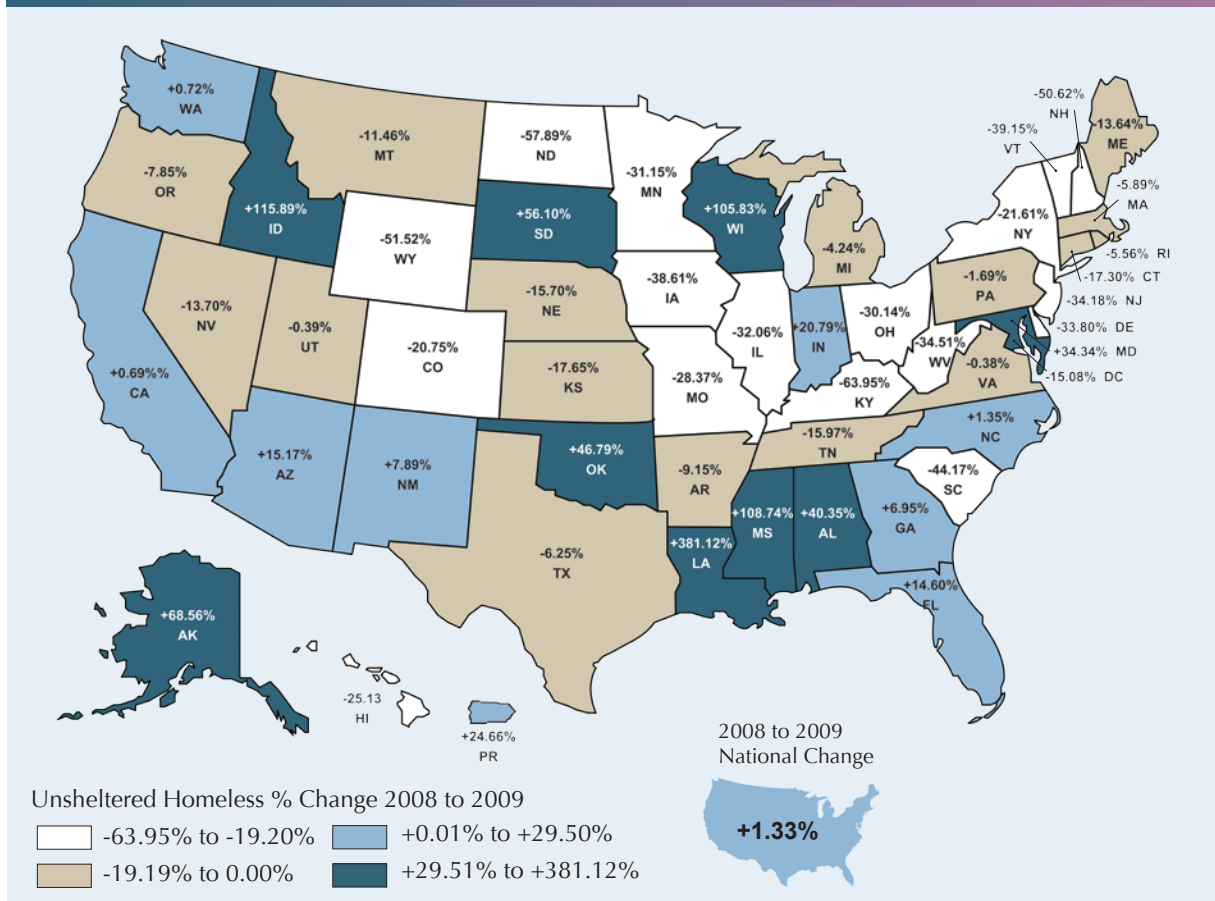 +0.72%
WA
-11.46%
MT
-57.89%
ND
-31.15%
MN
-50.62%
NH
-39.15%
VT
-13.64%
ME
-7.85%
OR
+115.89%
ID
+56.10%
SD
+105.83%
WI
-5.89%
MA
-51.52%
WY
-21.61%
NY
-4.24%
MI
-5.56% RI
-17.30% CT
-34.18% NJ
-33.80% DE
+34.34% MD
-15.08% DC
-13.70%
NV
-0.39%
UT
-15.70%
NE
-38.61%
IA
-1.69%
PA
-32.06%
IL
+20.79%
IN
-30.14%
OH
-34.51%
WV
+0.69%%
CA
-20.75%
CO
-17.65%
KS
-28.37%
MO
-63.95%
KY
-0.38%
VA
+15.17%
AZ
+7.89%
NM
+46.79%
OK
-9.15%
AR
-15.97%
TN
+1.35%
NC
-44.17%
SC
-6.25%
TX
+381.12%
LA
+108.74%
MS
+40.35%
AL
+6.95%
GA
+14.60%
FL
+68.56%
AK
-25.13
HI
+24.66%
PR
2008 to 2009
National Change
+1.33%
Unsheltered Homeless % Change 2008 to 2009
-63.95% to -19.20%
+0.01% to +29.50%
-19.19% to 0.00%
+29.51% to +381.12%